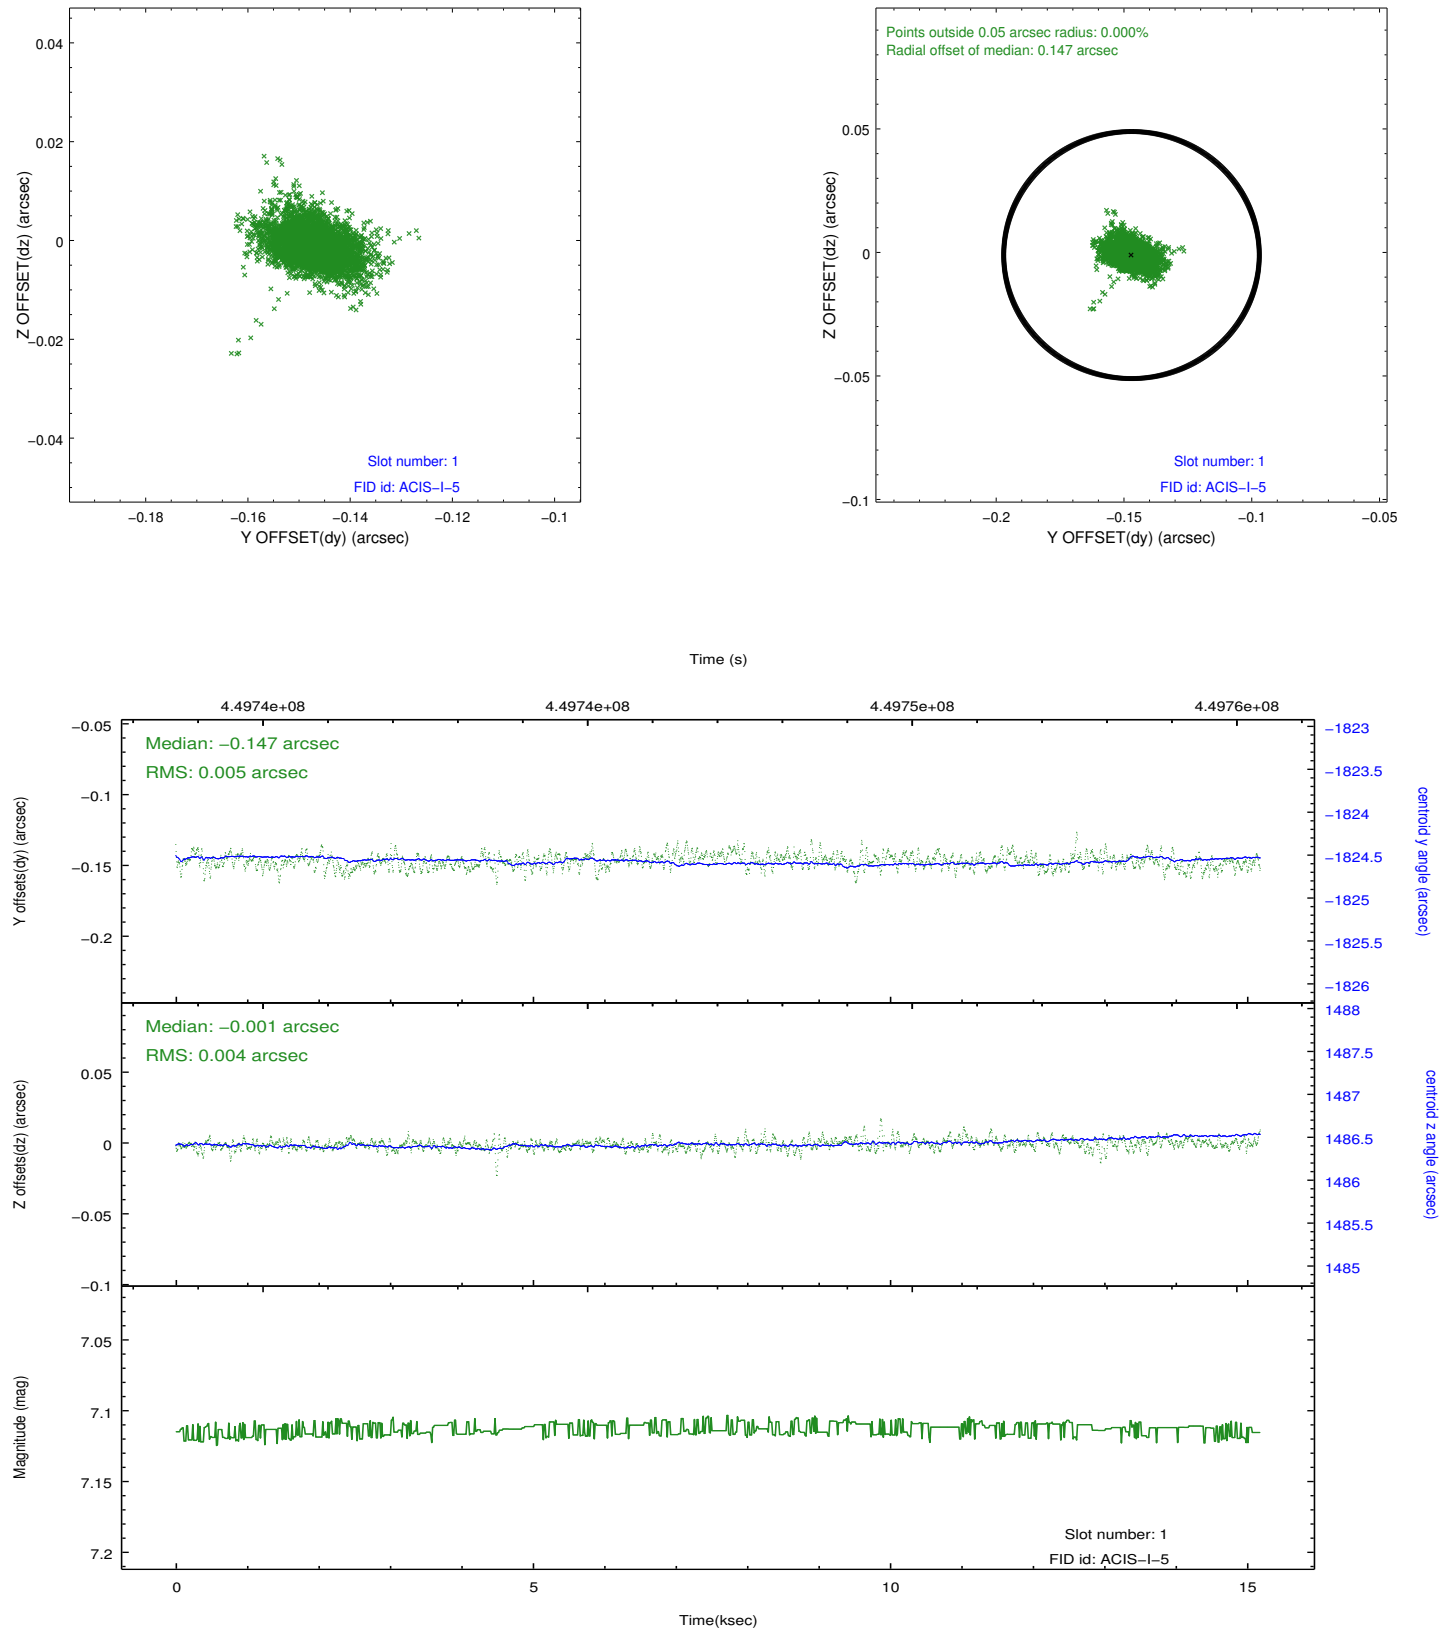 0.04
0.02
0
−0.02
−0.04
Z OFFSET(dz) (arcsec)
Slot number: 1
FID id: ACIS−I−5
−0.18 −0.16 −0.14 −0.12 −0.1
Y OFFSET(dy) (arcsec)
Points outside 0.05 arcsec radius: 0.000%
Radial offset of median: 0.147 arcsec
0.05
0
−0.05
−0.1
Z OFFSET(dz) (arcsec)
Slot number: 1
FID id: ACIS−I−5
−0.2 −0.15 −0.1 −0.05
Y OFFSET(dy) (arcsec)
Time (s)
4.4974e+08 4.4974e+08 4.4975e+08 4.4976e+08
Median: −0.147 arcsec
RMS: 0.005 arcsec
−0.05
−0.1
−0.15
−0.2
Y offsets(dy) (arcsec)
−1823
−1823.5
−1824
−1824.5
−1825
−1825.5
−1826
centroid y angle (arcsec)
Median: −0.001 arcsec
RMS: 0.004 arcsec
0.05
0
−0.05
−0.1
Z offsets(dz) (arcsec)
1488
1487.5
1487
1486.5
1486
1485.5
1485
centroid z angle (arcsec)
7.05
7.1
7.15
7.2
Magnitude (mag)
Slot number: 1
FID id: ACIS−I−5
0 5 10 15
Time(ksec)